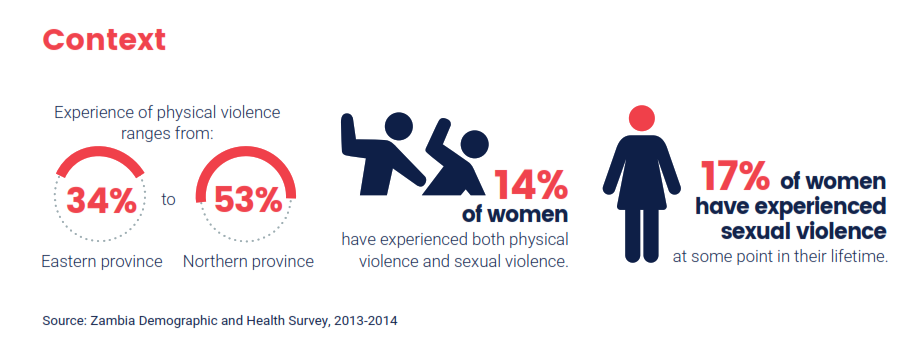 Context
Experience of physical violence
ranges from:
34%
to
53%
Eastern province
Northern province
14%
of women
have experienced both physical
violence and sexual violence.
17% of women
have experienced
sexual violence
at some point in their lifetime.
Source: Zambia Demographic and Health Survey, 2013-2014